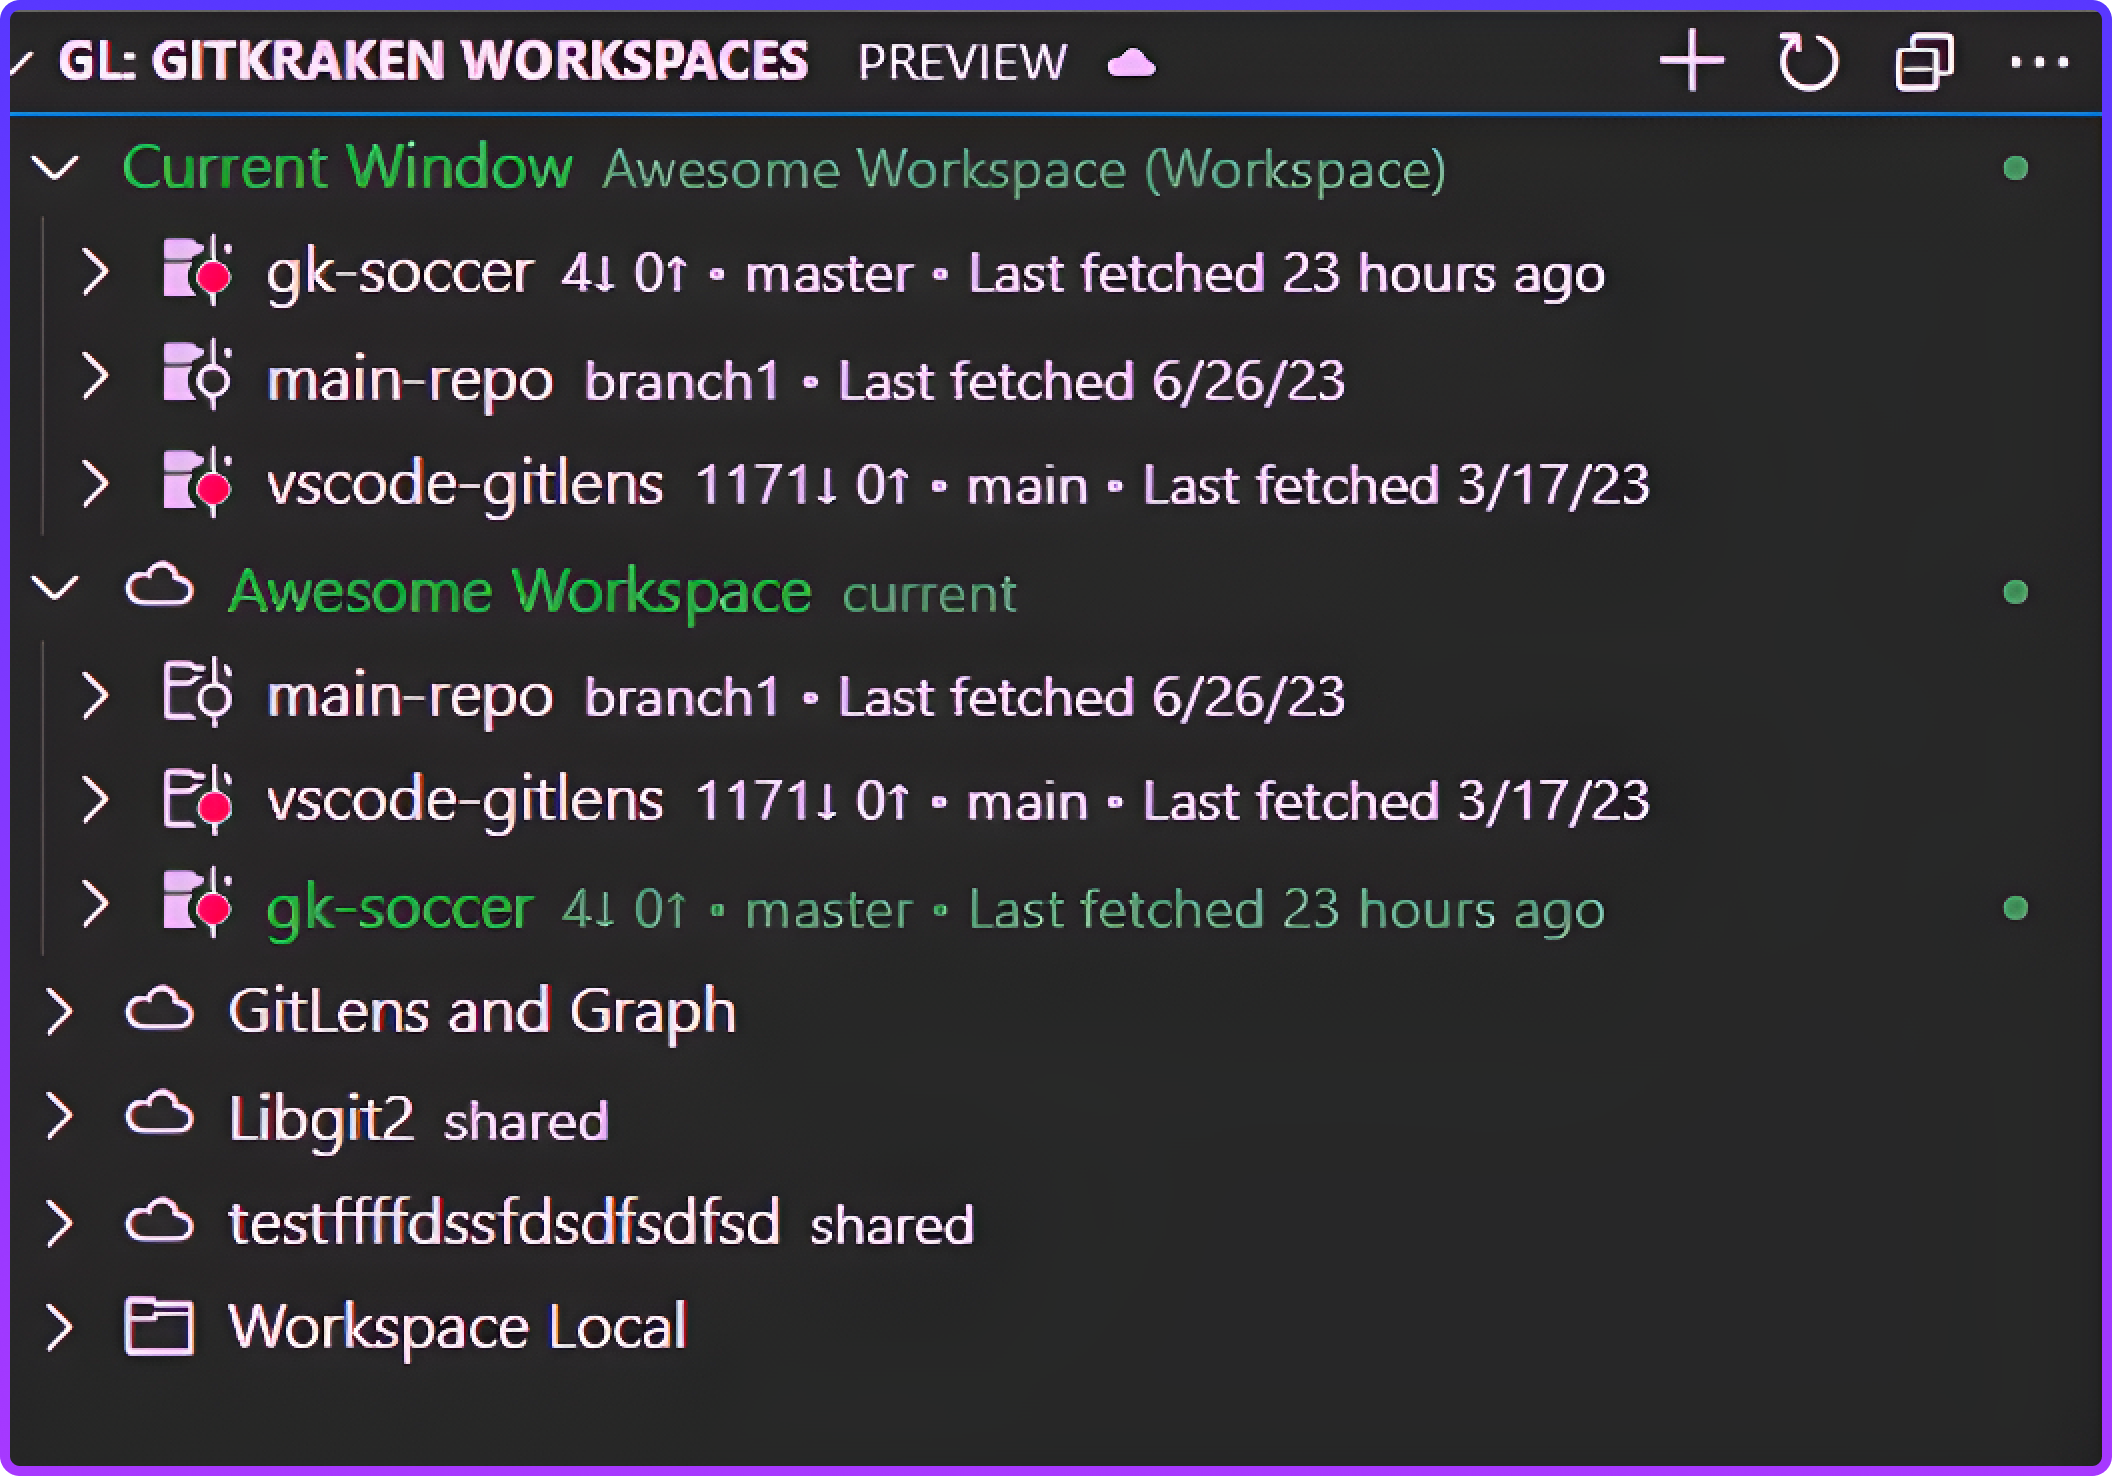 GL: GITKRAKEN WORKSPACES PREVIEW
Current Window Awesome Workspace (Workspace)
gk-soccer 4↓ 0↑ • master • Last fetched 23 hours ago
main-repo branch1 • Last fetched 6/26/23
vscode-gitlens 1171↓ 0↑ • main • Last fetched 3/17/23
Awesome Workspace current
main-repo branch1 • Last fetched 6/26/23
vscode-gitlens 1171↓ 0↑ • main • Last fetched 3/17/23
gk-soccer 4↓ 0↑ • master • Last fetched 23 hours ago
GitLens and Graph
Libgit2 shared
testffffdssfdsdfsdfsd shared
Workspace Local